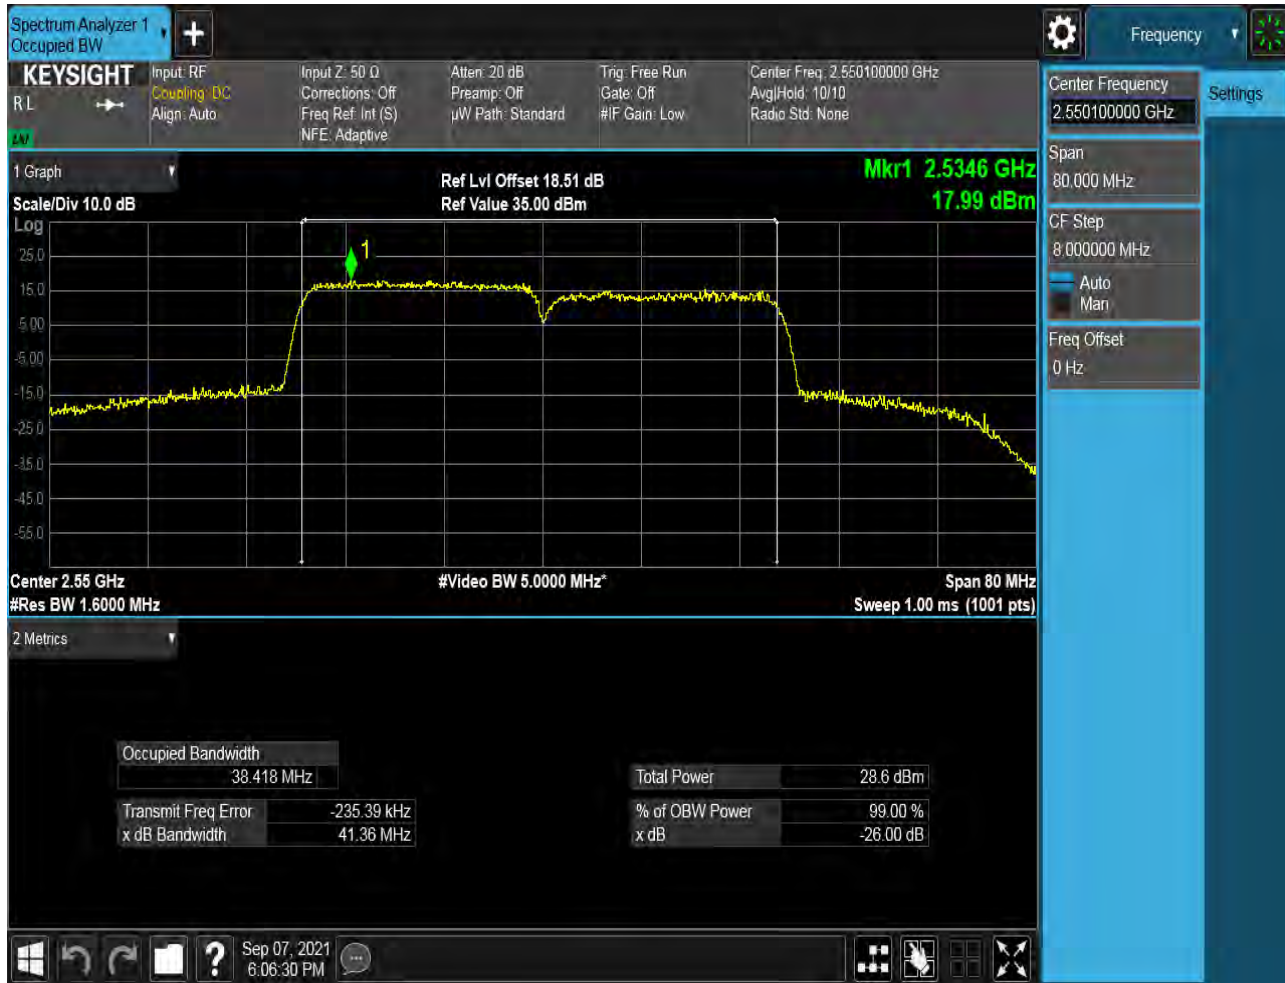 Spectrum Analyzer 1
Occupied BW
Frequency
KEYSIGHT
RL
Input: RF
Coupling: DC
Align: Auto
Input Z: 50 Ω
Corrections: Off
Freq Ref: Int (S)
NFE: Adaptive
Atten: 20 dB
Preamp: Off
µW Path: Standard
Trig: Free Run
Gate: Off
#IF Gain: Low
Center Freq: 2.550100000 GHz
Avg|Hold: 10/10
Radio Std: None
Center Frequency
2.550100000 GHz
Settings
Span
80.000 MHz
CF Step
8.000000 MHz
Auto
Man
Freq Offset
0 Hz
1 Graph
Scale/Div 10.0 dB
Ref Lvl Offset 18.51 dB
Ref Value 35.00 dBm
Mkr1 2.5346 GHz
17.99 dBm
Log
25.0
15.0
5.00
-5.00
-15.0
-25.0
-35.0
-45.0
-55.0
1
Center 2.55 GHz
#Video BW 5.0000 MHz*
Span 80 MHz
#Res BW 1.6000 MHz
Sweep 1.00 ms (1001 pts)
2 Metrics
Occupied Bandwidth
38.418 MHz
Total Power 28.6 dBm
Transmit Freq Error -235.39 kHz
% of OBW Power 99.00 %
x dB Bandwidth 41.36 MHz
x dB -26.00 dB
Sep 07, 2021
6:06:30 PM